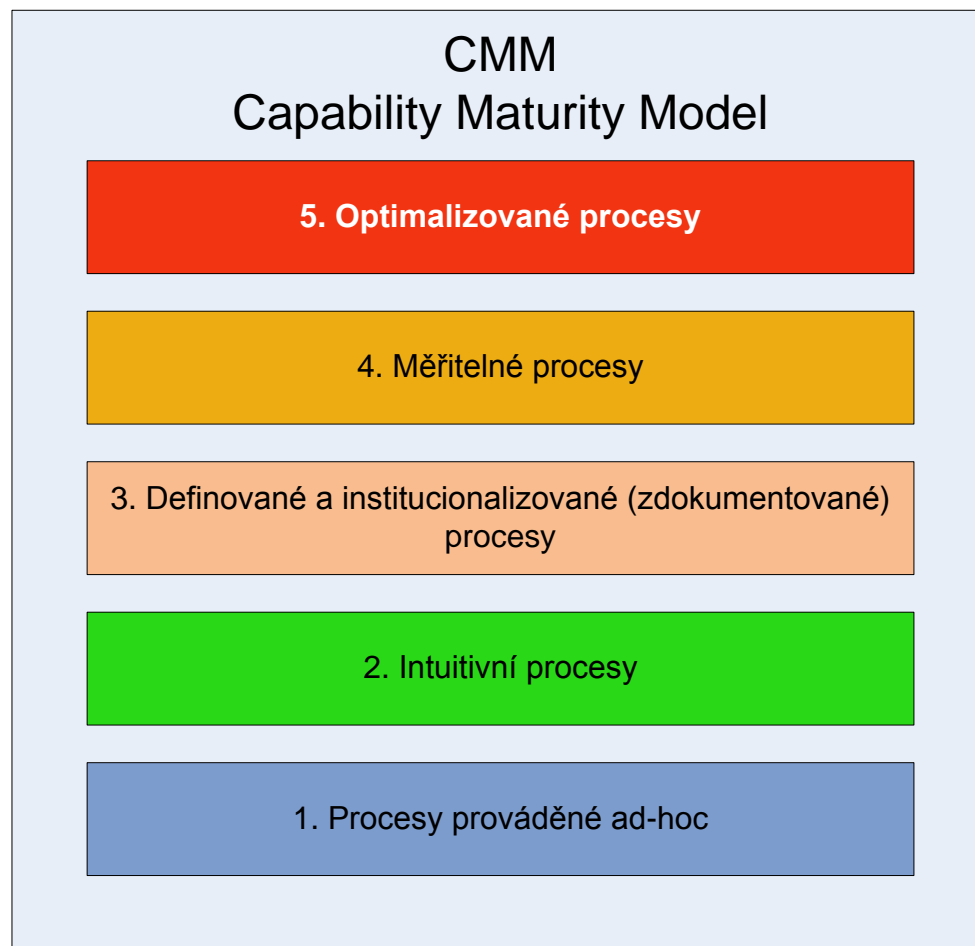 CMM
Capability Maturity Model
5. Optimalizované procesy
4. Měřitelné procesy
3. Definované a institucionalizované (zdokumentované)
procesy
2. Intuitivní procesy
1. Procesy prováděné ad-hoc